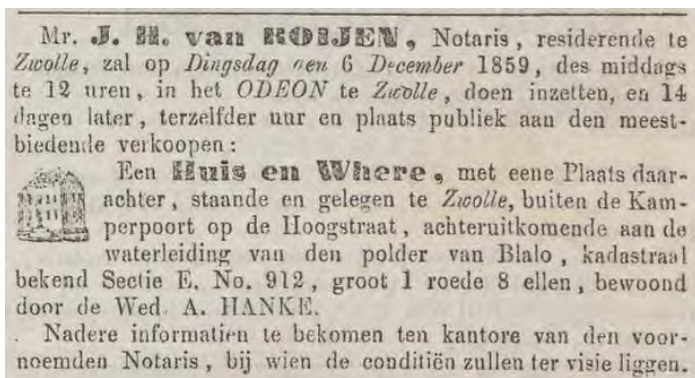 Mr. J. H. van ROIJEN, Notaris, residerende te
Zwolle, zal op Dingsdag den 6 December 1859, des middags
te 12 uren, in het ODEON te Zwolle, doen inzetten, en 14
dagen later, terzelfder uur en plaats publiek aan den meest-
biedende verkoopen:
Een Huis en Where, met eene Plaats daar-
achter, staande en gelegen te Zwolle, buiten de Kam-
perpoort op de Hoogstraat, achteruitkomende aan de
waterleiding van den polder van Blalo, kadastraal
bekend Sectie E. No. 912, groot 1 roede 8 ellen, bewoond
door de Wed. A. HANKE.
Nadere informatien te bekomen ten kantore van den voor-
noemden Notaris, bij wien de conditiën zullen ter visie liggen.